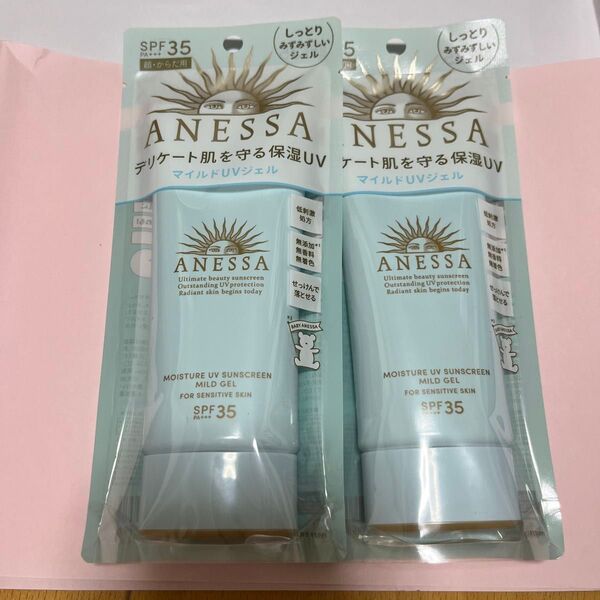 SPF35
PA+++
顔・からだ用
しっとり
みずみずしい
ジェル
ANESSA
デリケート肌を守る保湿UV
マイルドUVジェル
低刺激
処方
無添加
無香料
無着色
せっけんで
落とせる
BABY ANESSA
ANESSA
Ultimate beauty sunscreen
Outstanding UV protection
Radiant skin begins today
MOISTURE UV SUNSCREEN
MILD GEL
FOR SENSITIVE SKIN
SPF35
PA+++
5
用
しっとり
みずみずしい
ジェル
NESSA
ケート肌を守る保湿UV
マイルドUVジェル
低刺激
処方
無添加
無香料
無着色
せっけんで
落とせる
BABY ANESSA
ANESSA
Ultimate beauty sunscreen
Outstanding UV protection
Radiant skin begins today
MOISTURE UV SUNSCREEN
MILD GEL
FOR SENSITIVE SKIN
SPF35
PA+++